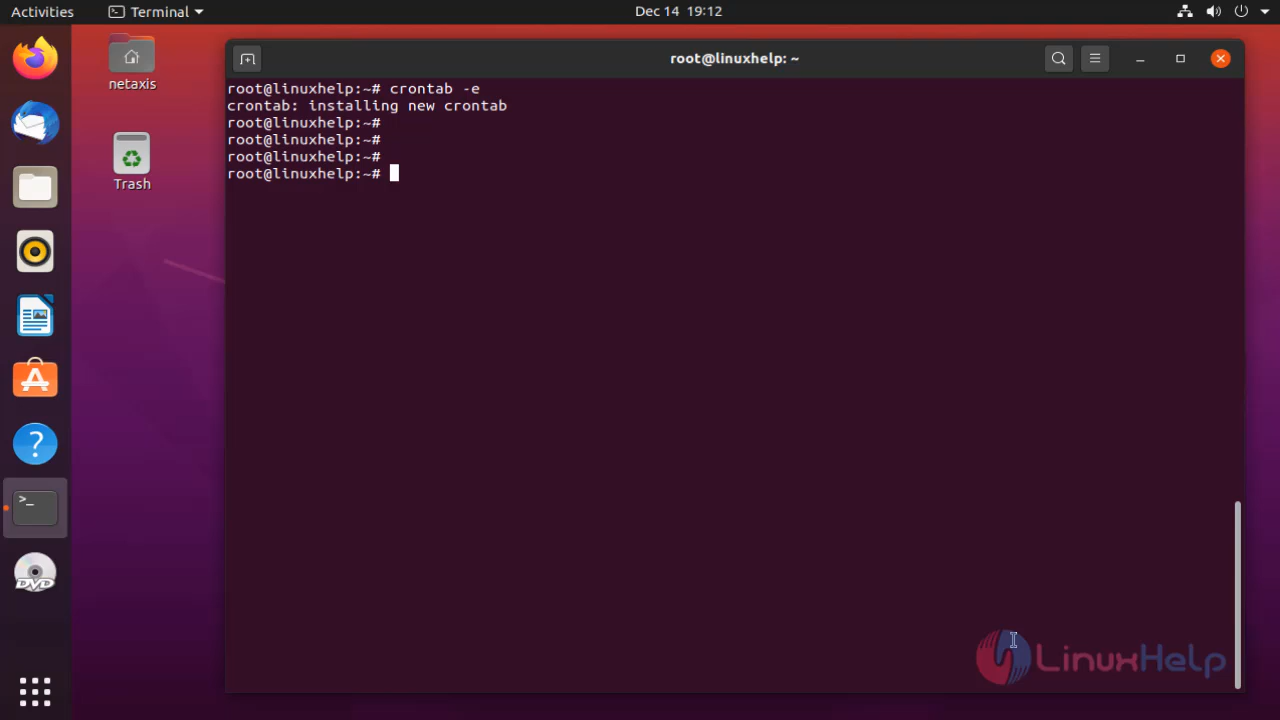 Activities
Terminal
Dec 14 19:12
netaxis
Trash
root@linuxhelp: ~
root@linuxhelp:~# crontab -e
crontab: installing new crontab
root@linuxhelp:~#
root@linuxhelp:~#
root@linuxhelp:~#
root@linuxhelp:~#
>_
?
DVD
LinuxHelp